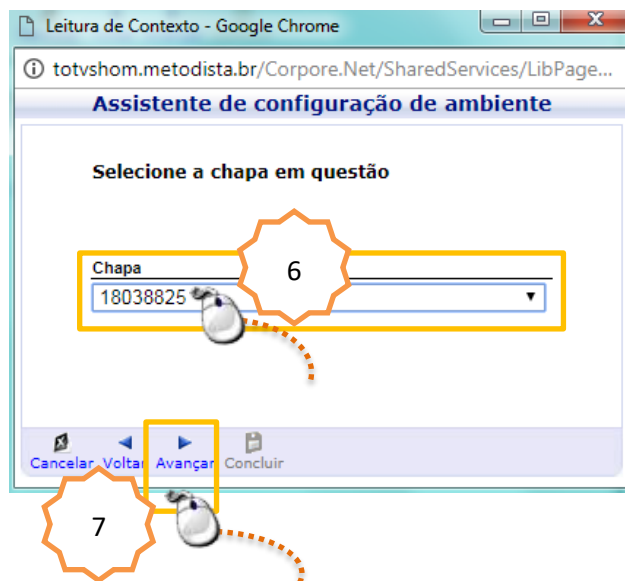 Leitura de Contexto - Google Chrome
totvshom.metodista.br/Corpore.Net/SharedServices/LibPage...
Assistente de configuração de ambiente
Selecione a chapa em questão
6
Chapa
18038825
Cancelar Voltar Avançar Concluir
7